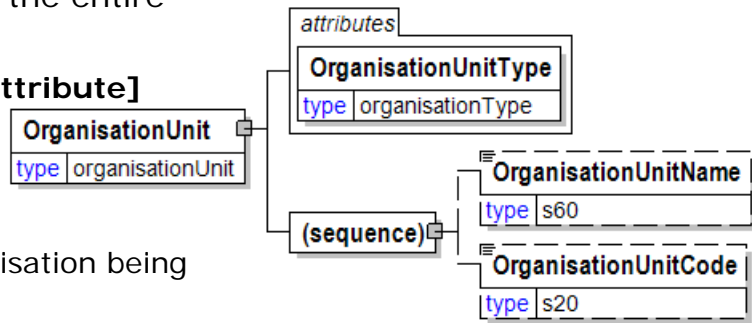 the entire
attributes
OrganisationUnitType
type organisationType
ttribute]
OrganisationUnit
type organisationUnit
OrganisationUnitName
type s60
(sequence)
isation being
OrganisationUnitCode
type s20